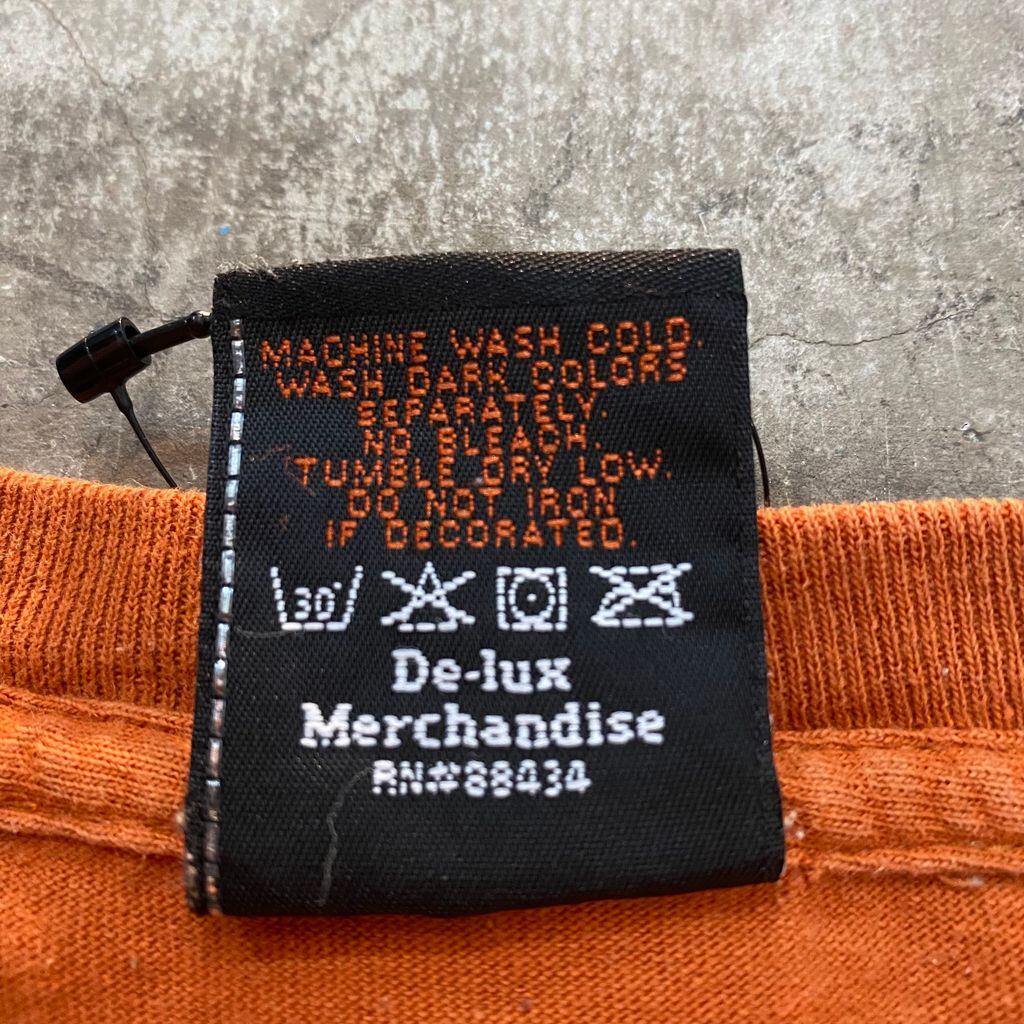 MACHINE WASH COLD.
WASH DARK COLORS
SEPARATELY.
NO BLEACH.
TUMBLE DRY LOW.
DO NOT IRON
IF DECORATED.
30°
De-lux
Merchandise
RN#88434